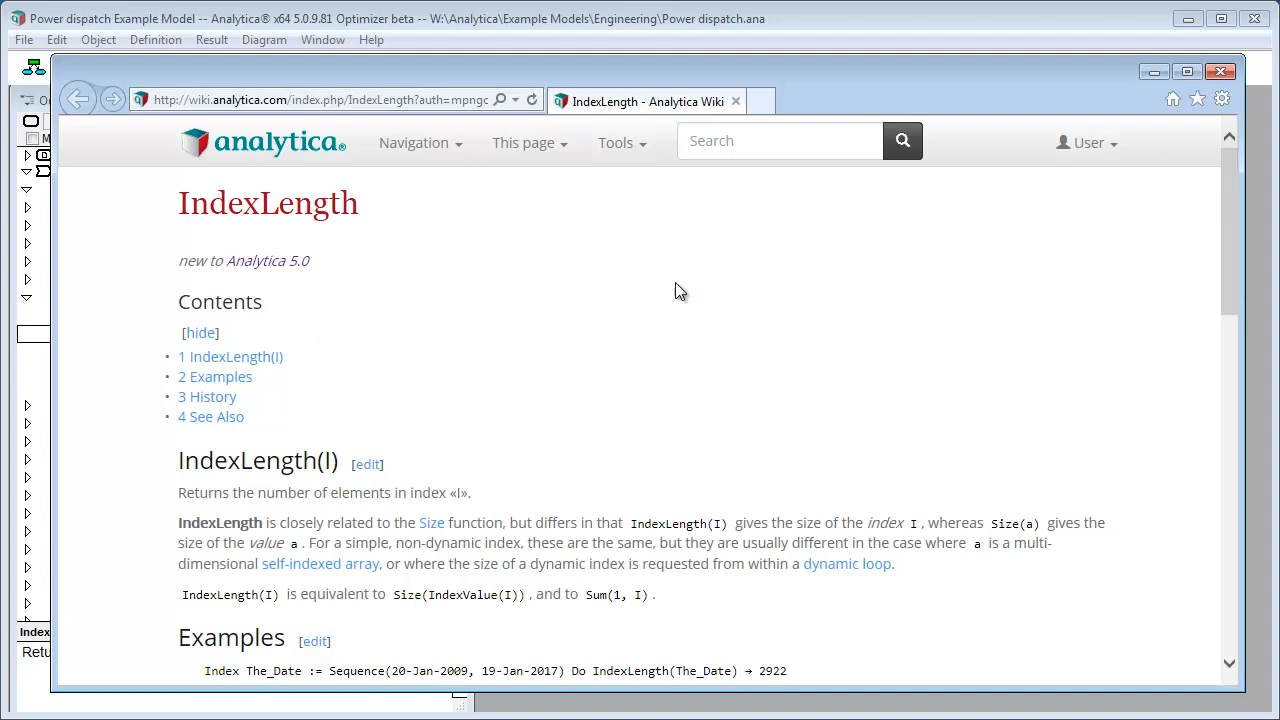 Power dispatch Example Model -- Analytica® x64 5.0.9.81 Optimizer beta -- W:\Analytica\Example Models\Engineering\Power dispatch.ana
File Edit Object Definition Result Diagram Window Help
http://wiki.analytica.com/index.php/IndexLength?auth=mpngc
IndexLength - Analytica Wiki
analytica®
Navigation
This page
Tools
Search
User
IndexLength
new to Analytica 5.0
Contents
[hide]
• 1 IndexLength(I)
• 2 Examples
• 3 History
• 4 See Also
IndexLength(I) [edit]
Returns the number of elements in index «I».
IndexLength is closely related to the Size function, but differs in that IndexLength(I) gives the size of the index I, whereas Size(a) gives the
size of the value a. For a simple, non-dynamic index, these are the same, but they are usually different in the case where a is a multi-
dimensional self-indexed array, or where the size of a dynamic index is requested from within a dynamic loop.
IndexLength(I) is equivalent to Size(IndexValue(I)), and to Sum(1, I).
Examples [edit]
Index The_Date := Sequence(20-Jan-2009, 19-Jan-2017) Do IndexLength(The_Date) → 2922
Index
Retu